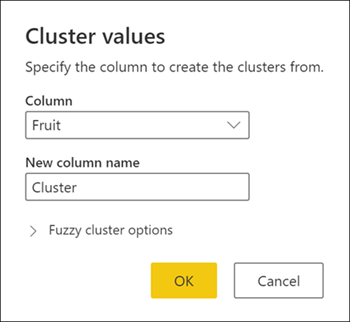 Cluster values
Specify the column to create the clusters from.
Column
Fruit
New column name
Cluster
Fuzzy cluster options
OK
Cancel